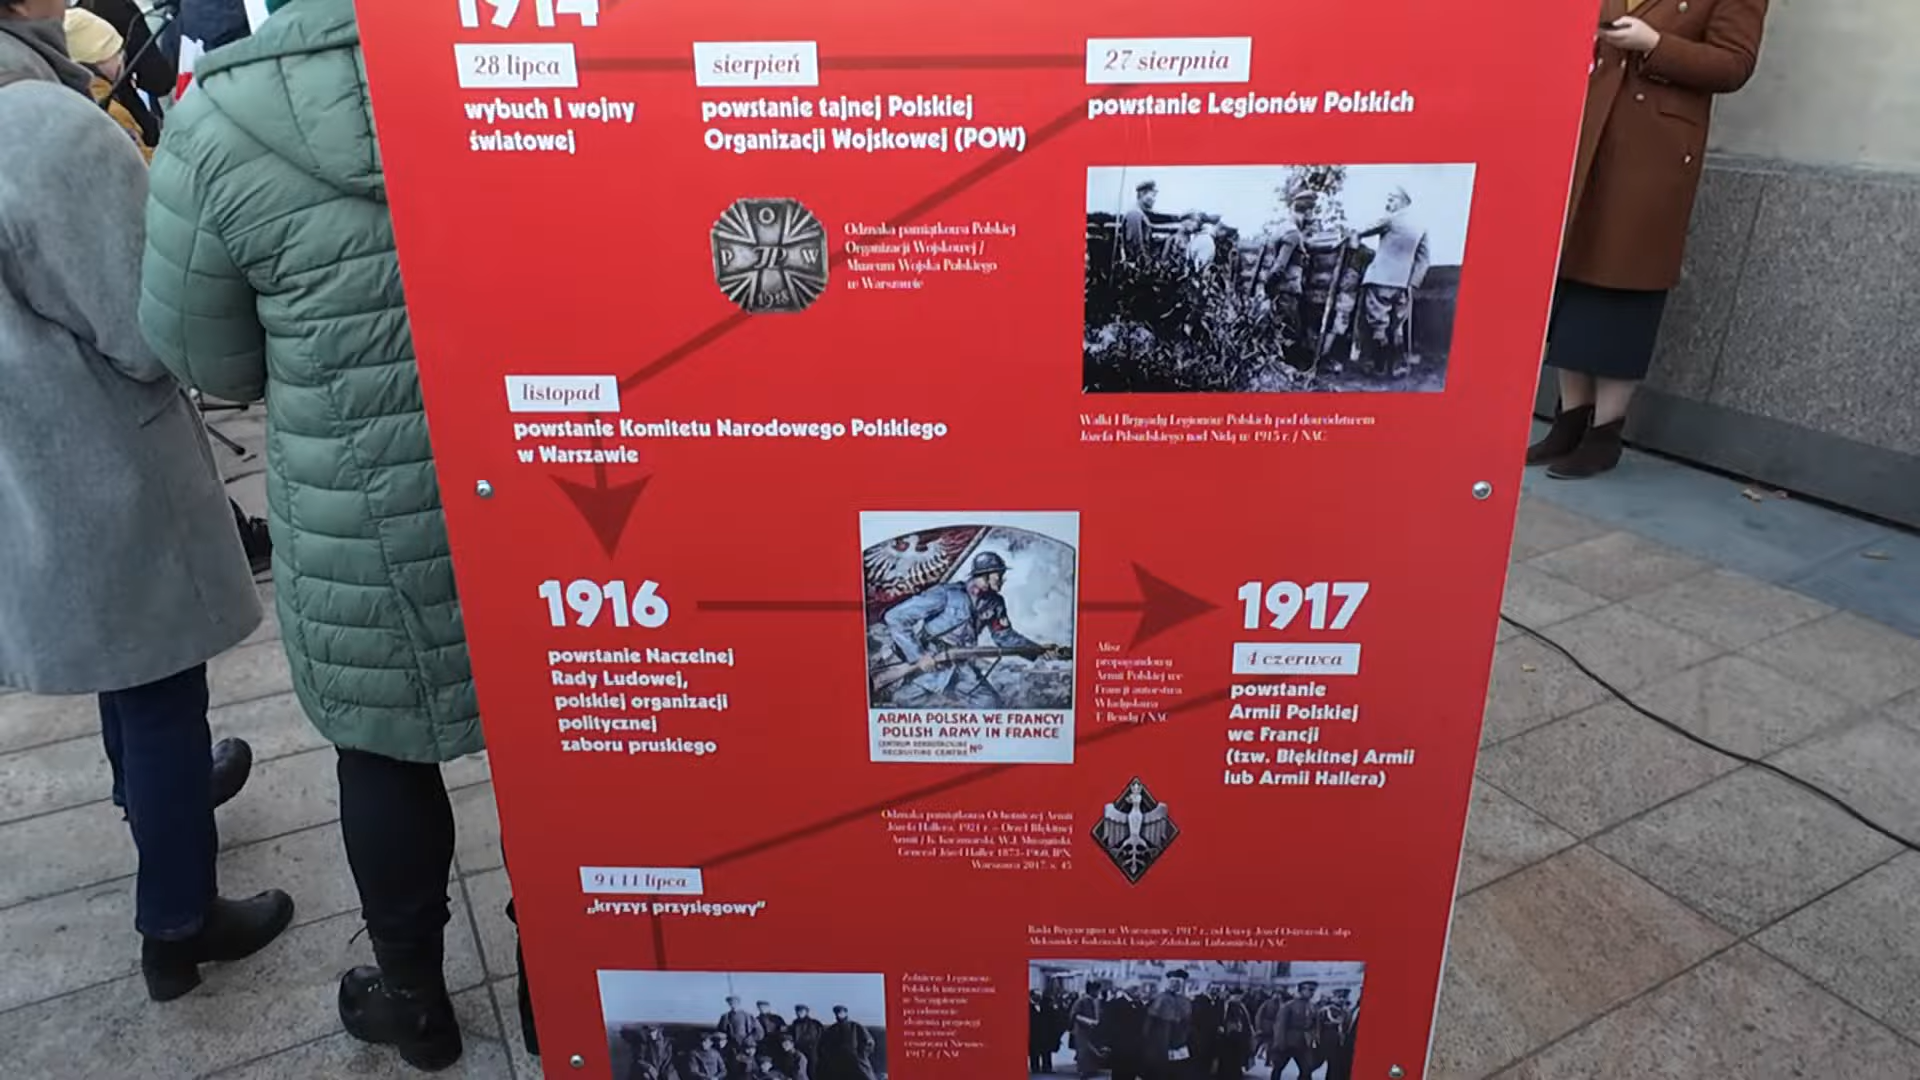 1914
28 lipca
wybuch I wojny
światowej
sierpień
powstanie tajnej Polskiej
Organizacji Wojskowej (POW)
27 sierpnia
powstanie Legionów Polskich
O
P JP W
1918
Odznaka pamiątkowa Polskiej
Organizacji Wojskowej /
Muzeum Wojska Polskiego
w Warszawie
Walki I Brygady Legionów Polskich pod dowództwem
Józefa Piłsudskiego nad Nidą w 1915 r. / NAC
listopad
powstanie Komitetu Narodowego Polskiego
w Warszawie
1916
powstanie Naczelnej
Rady Ludowej,
polskiej organizacji
politycznej
zaboru pruskiego
ARMIA POLSKA WE FRANCYI
POLISH ARMY IN FRANCE
CENTRUM REKRUTACYJNE
RECRUITING CENTRE No
Afisz
propagandowy
Armii Polskiej we
Francji autorstwa
Władysława
T. Bendy / NAC
1917
4 czerwca
powstanie
Armii Polskiej
we Francji
(tzw. Błękitnej Armii
lub Armii Hallera)
Odznaka pamiątkowa Ochotniczej Armii
Józefa Hallera, 1921 r. – Orzeł Błękitnej
Armii / K. Kaczmarski, W.J. Muszyński,
Generał Józef Haller 1873–1960, IPN,
Warszawa 2017, s. 45
9 i 11 lipca
„kryzys przysięgowy”
Rada Regencyjna w Warszawie, 1917 r., od lewej: Józef Ostrowski, abp
Aleksander Kakowski, książę Zdzisław Lubomirski / NAC
Żołnierze Legionów
Polskich internowani
w Szczypiornie
po odmowie
złożenia przysięgi
na wierność
cesarzowi Niemiec,
1917 r. / NAC